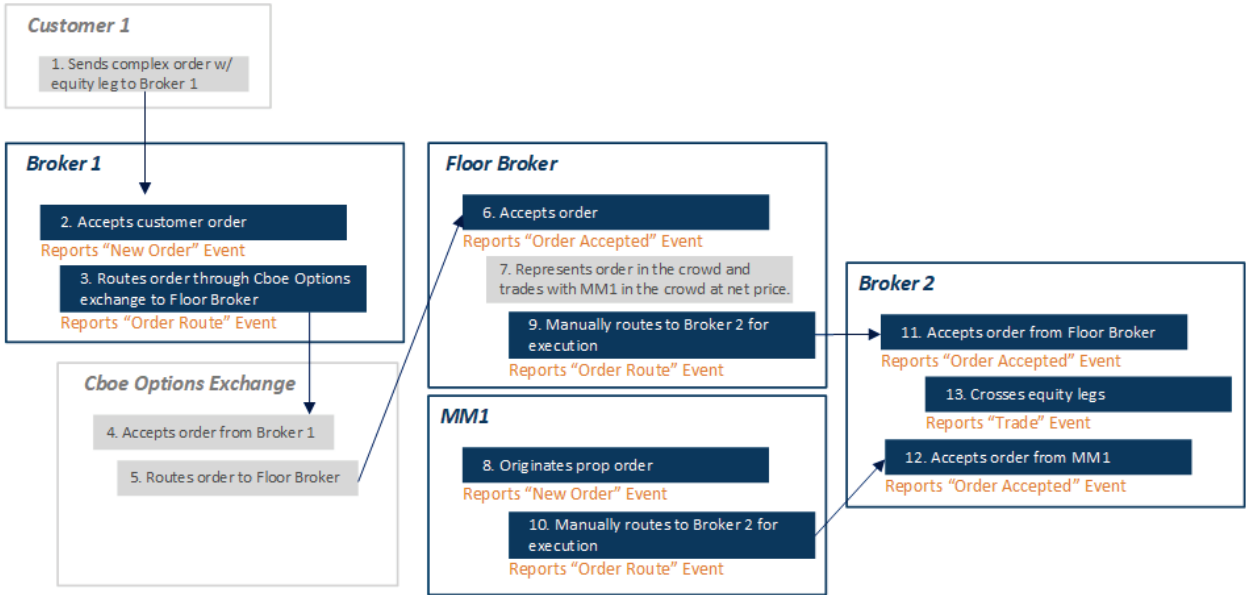 Customer 1
1. Sends complex order w/
equity leg to Broker 1
Broker 1
2. Accepts customer order
Reports “New Order” Event
3. Routes order through Cboe Options
exchange to Floor Broker
Reports “Order Route” Event
Cboe Options Exchange
4. Accepts order from Broker 1
5. Routes order to Floor Broker
Floor Broker
6. Accepts order
Reports “Order Accepted” Event
7. Represents order in the crowd and
trades with MM1 in the crowd at net price.
9. Manually routes to Broker 2 for
execution
Reports “Order Route” Event
MM1
8. Originates prop order
Reports “New Order” Event
10. Manually routes to Broker 2 for
execution
Reports “Order Route” Event
Broker 2
11. Accepts order from Floor Broker
Reports “Order Accepted” Event
13. Crosses equity legs
Reports “Trade” Event
12. Accepts order from MM1
Reports “Order Accepted” Event